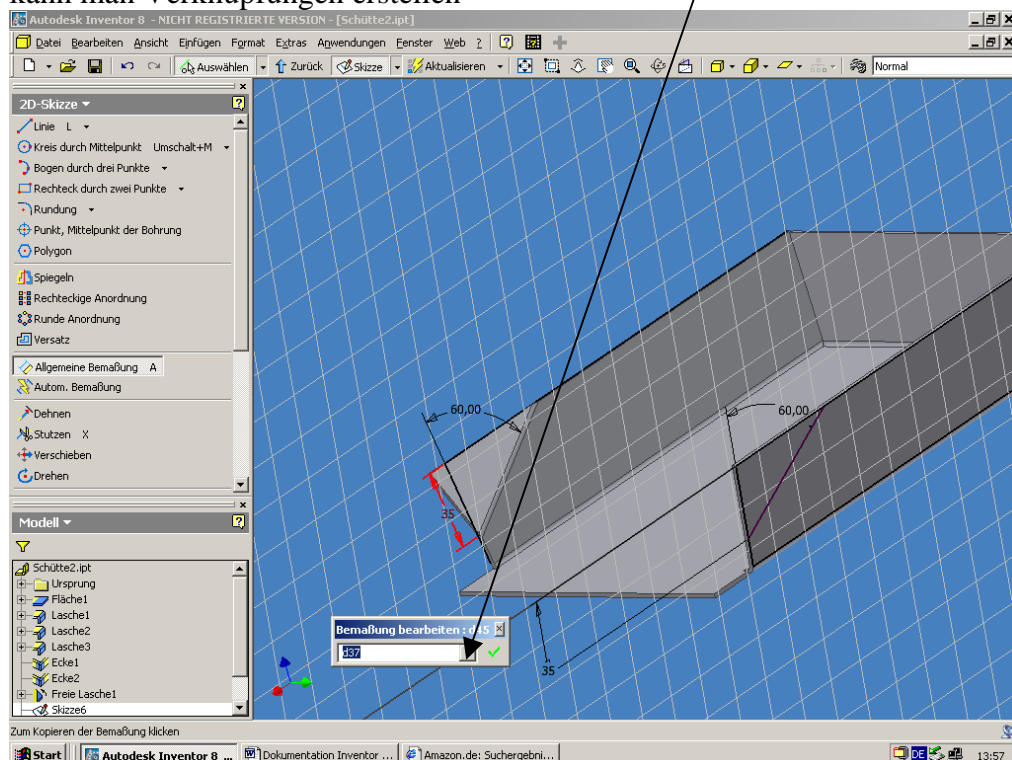 kann man Verknüpfungen erstellen
Autodesk Inventor 8 - NICHT REGISTRIERTE VERSION - [Schütte2.ipt]
Datei Bearbeiten Ansicht Einfügen Format Extras Anwendungen Fenster Web ?
Auswählen Zurück Skizze Aktualisieren Normal
2D-Skizze
Linie L
Kreis durch Mittelpunkt Umschalt+M
Bogen durch drei Punkte
Rechteck durch zwei Punkte
Rundung
Punkt, Mittelpunkt der Bohrung
Polygon
Spiegeln
Rechteckige Anordnung
Runde Anordnung
Versatz
Allgemeine Bemaßung A
Autom. Bemaßung
Dehnen
Stutzen X
Verschieben
Drehen
Modell
Schütte2.ipt
Ursprung
Fläche1
Lasche1
Lasche2
Lasche3
Ecke1
Ecke2
Freie Lasche1
Skizze6
60,00
60,00
35
Bemaßung bearbeiten : d45
d37
35
Zum Kopieren der Bemaßung klicken
Start Autodesk Inventor 8 ... Dokumentation Inventor ... Amazon.de: Suchergebni... DE 13:57